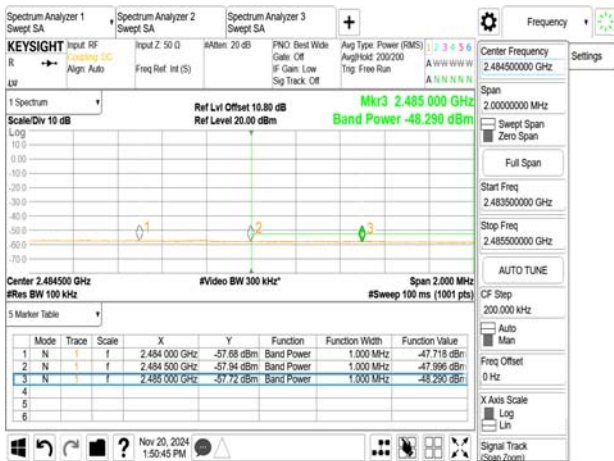 Spectrum Analyzer 1
Swept SA
Spectrum Analyzer 2
Swept SA
Spectrum Analyzer 3
Swept SA
+
Frequency
Settings
KEYSIGHT
R
Input: RF
Coupling: DC
Align: Auto
Input Z: 50 Ω
Freq Ref: Int (S)
#Atten: 20 dB
PNO: Best Wide
Gate: Off
IF Gain: Low
Sig Track: Off
Avg Type: Power (RMS)
Avg|Hold: 200/200
Trig: Free Run
1 2 3 4 5 6
A W W W W W
A N N N N N
1 Spectrum
Scale/Div 10 dB
Log
Ref Lvl Offset 10.80 dB
Ref Level 20.00 dBm
Mkr3 2.485 000 GHz
Band Power -48.290 dBm
10.0
0.00
-10.0
-20.0
-30.0
-40.0
-50.0
-60.0
-70.0
1
2
3
Center 2.484500 GHz
#Video BW 300 kHz*
Span 2.000 MHz
#Res BW 100 kHz
#Sweep 100 ms (1001 pts)
5 Marker Table
Mode Trace Scale X Y Function Function Width Function Value
1 N 1 f 2.484 000 GHz -57.68 dBm Band Power 1.000 MHz -47.718 dBm
2 N 1 f 2.484 500 GHz -57.94 dBm Band Power 1.000 MHz -47.996 dBm
3 N 1 f 2.485 000 GHz -57.72 dBm Band Power 1.000 MHz -48.290 dBm
4
5
6
?
Nov 20, 2024
1:50:45 PM
Center Frequency
2.484500000 GHz
Span
2.00000000 MHz
Swept Span
Zero Span
Full Span
Start Freq
2.483500000 GHz
Stop Freq
2.485500000 GHz
AUTO TUNE
CF Step
200.000 kHz
Auto
Man
Freq Offset
0 Hz
X Axis Scale
Log
Lin
Signal Track
(Span Zoom)